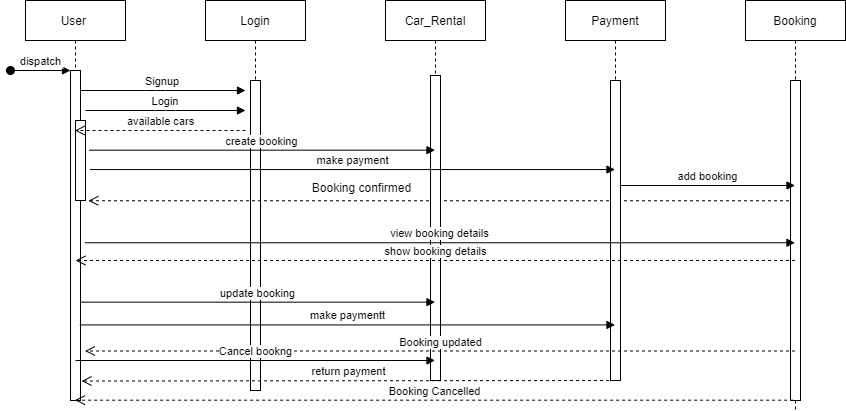 User
Login
Car_Rental
Payment
Booking
dispatch
Signup
Login
available cars
create booking
make payment
add booking
Booking confirmed
view booking details
show booking details
update booking
make paymentt
Booking updated
Cancel bookng
return payment
Booking Cancelled